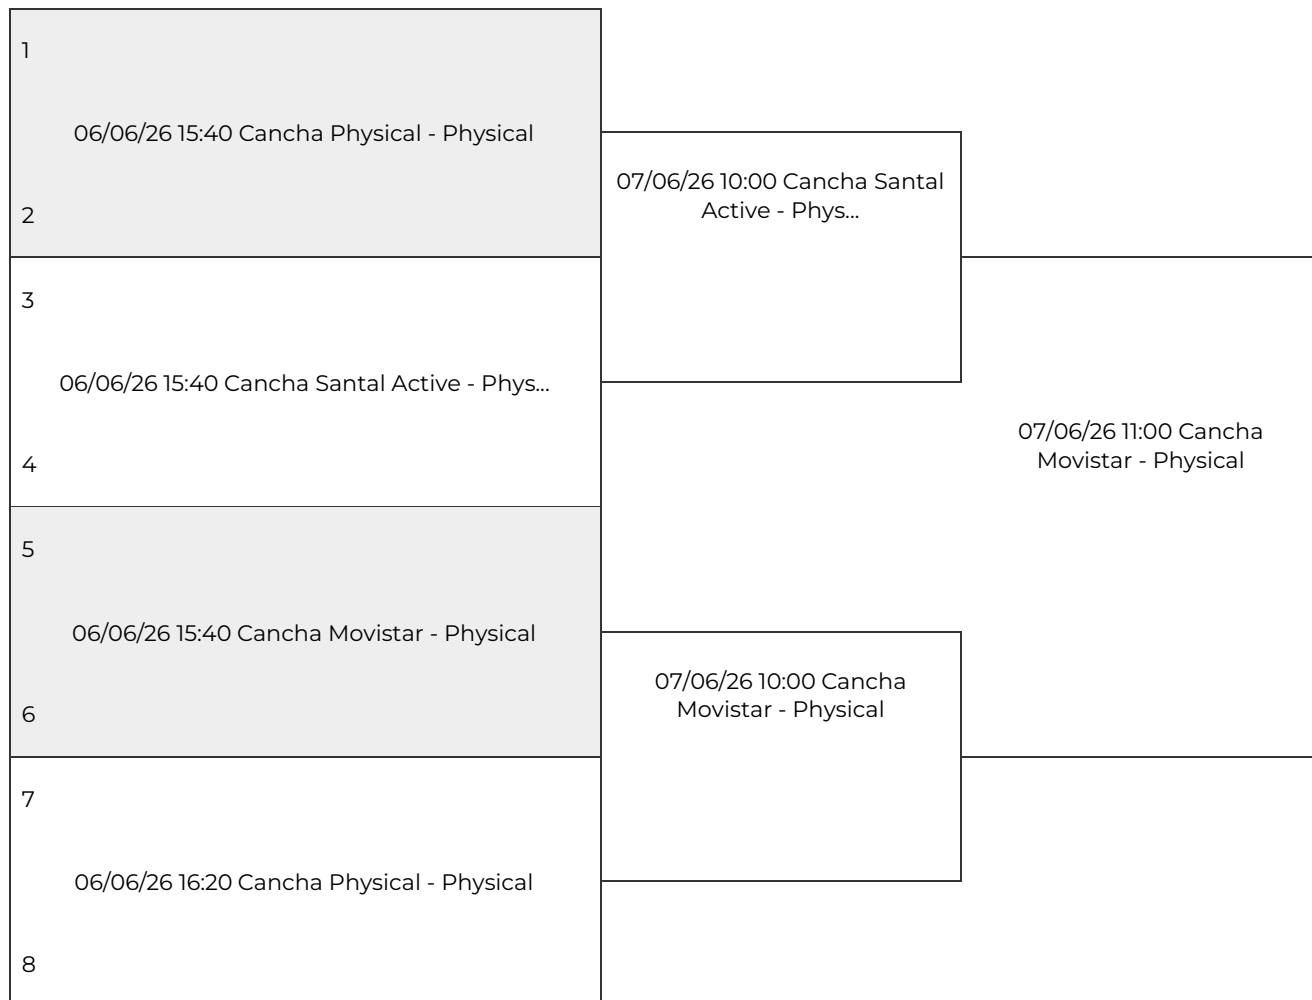 1
06/06/26 15:40 Cancha Physical - Physical
2
3
06/06/26 15:40 Cancha Santal Active - Phys...
4
5
06/06/26 15:40 Cancha Movistar - Physical
6
7
06/06/26 16:20 Cancha Physical - Physical
8
07/06/26 10:00 Cancha Santal
Active - Phys...
07/06/26 10:00 Cancha
Movistar - Physical
07/06/26 11:00 Cancha
Movistar - Physical